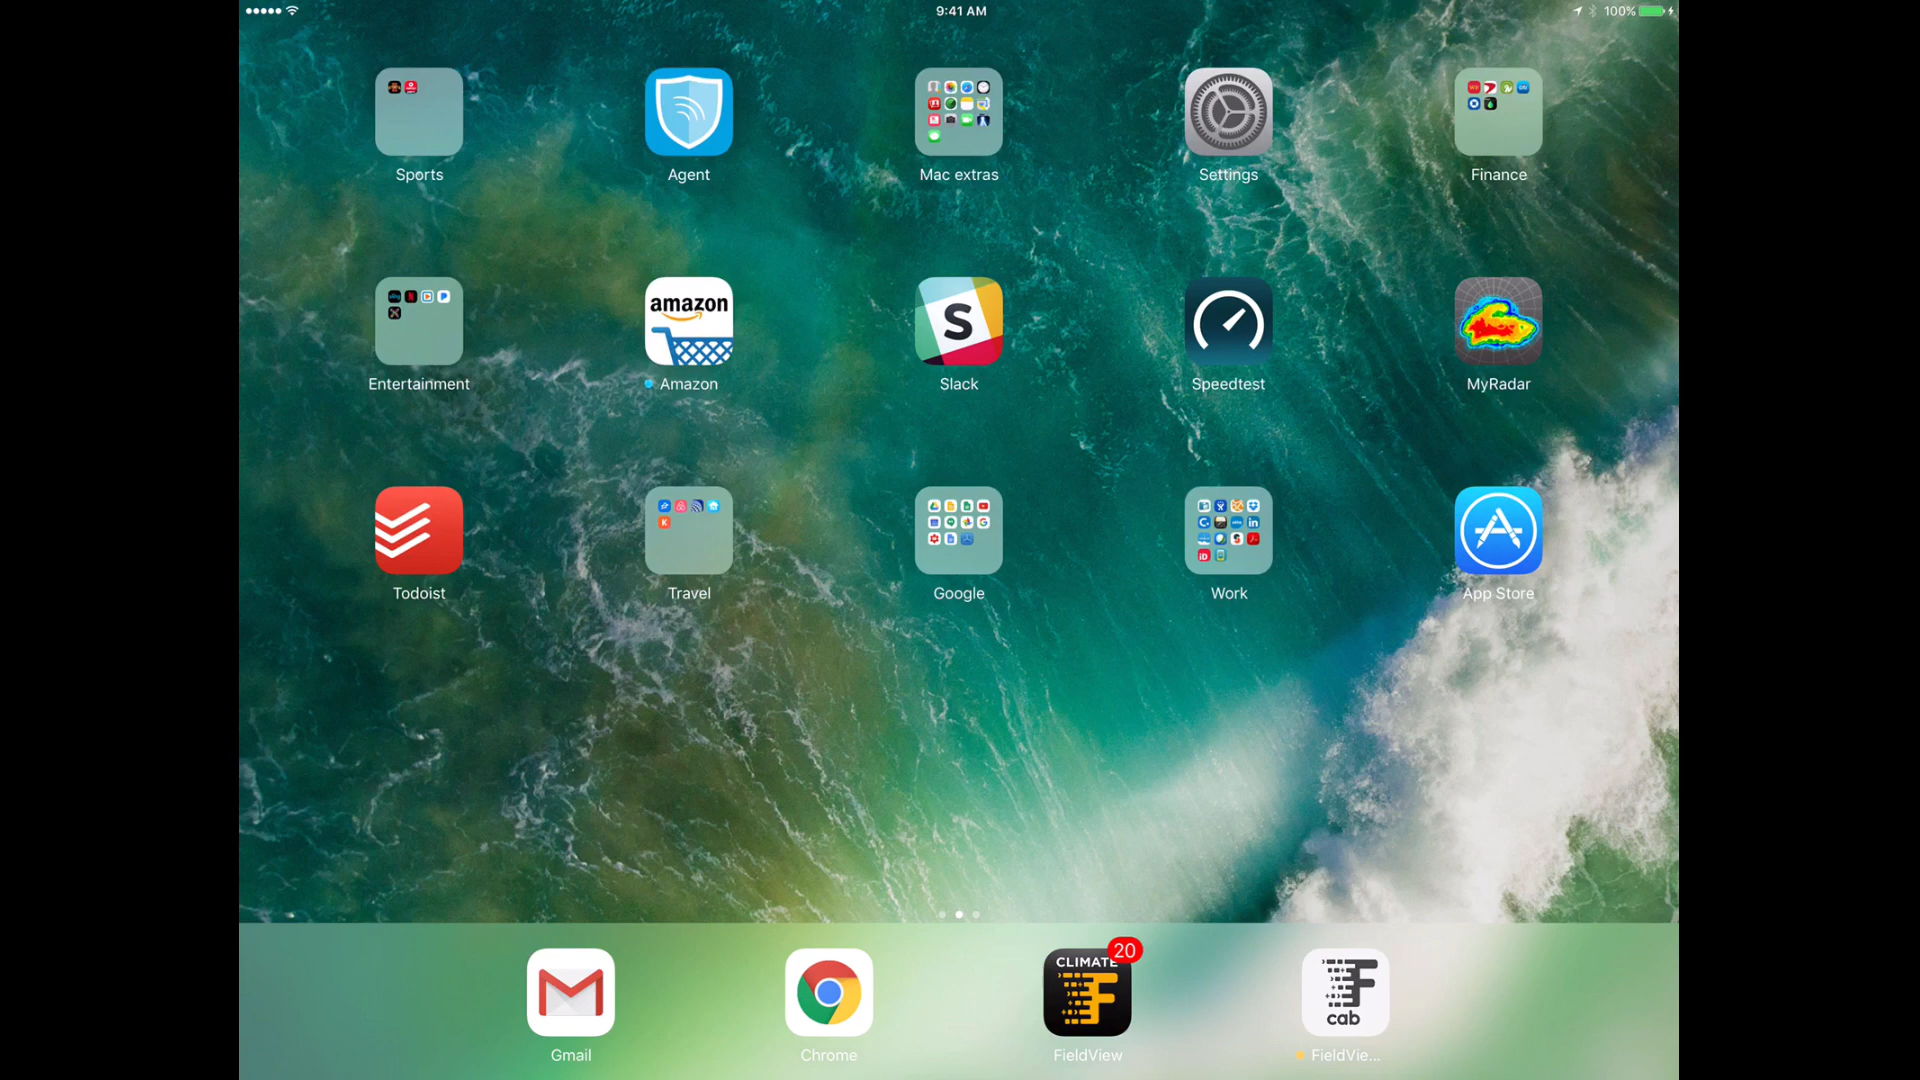 9:41 AM
100%
Sports
Agent
Mac extras
Settings
Finance
amazon
S
Entertainment
Amazon
Slack
Speedtest
MyRadar
Todoist
Travel
Google
Work
App Store
20
CLIMATE
F
F
cab
Gmail
Chrome
FieldView
FieldVie...